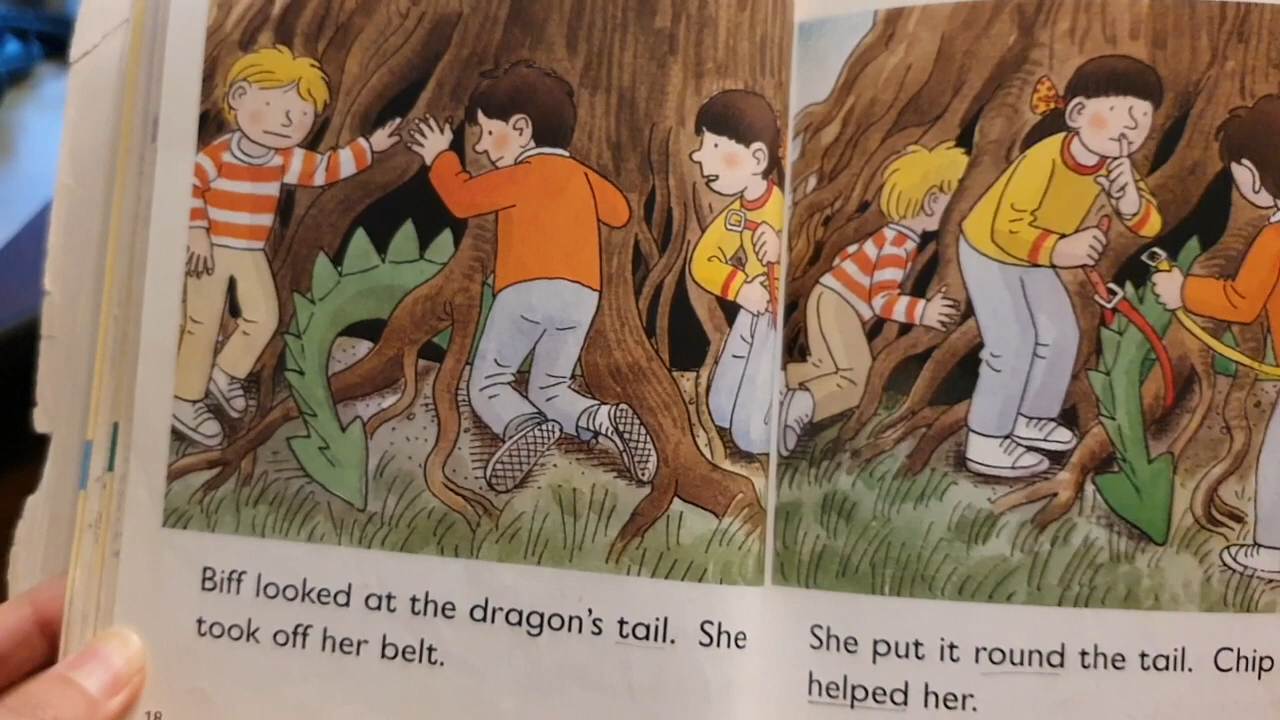 Biff looked at the dragon's tail. She
took off her belt.
18
She put it round the tail. Chip
helped her.